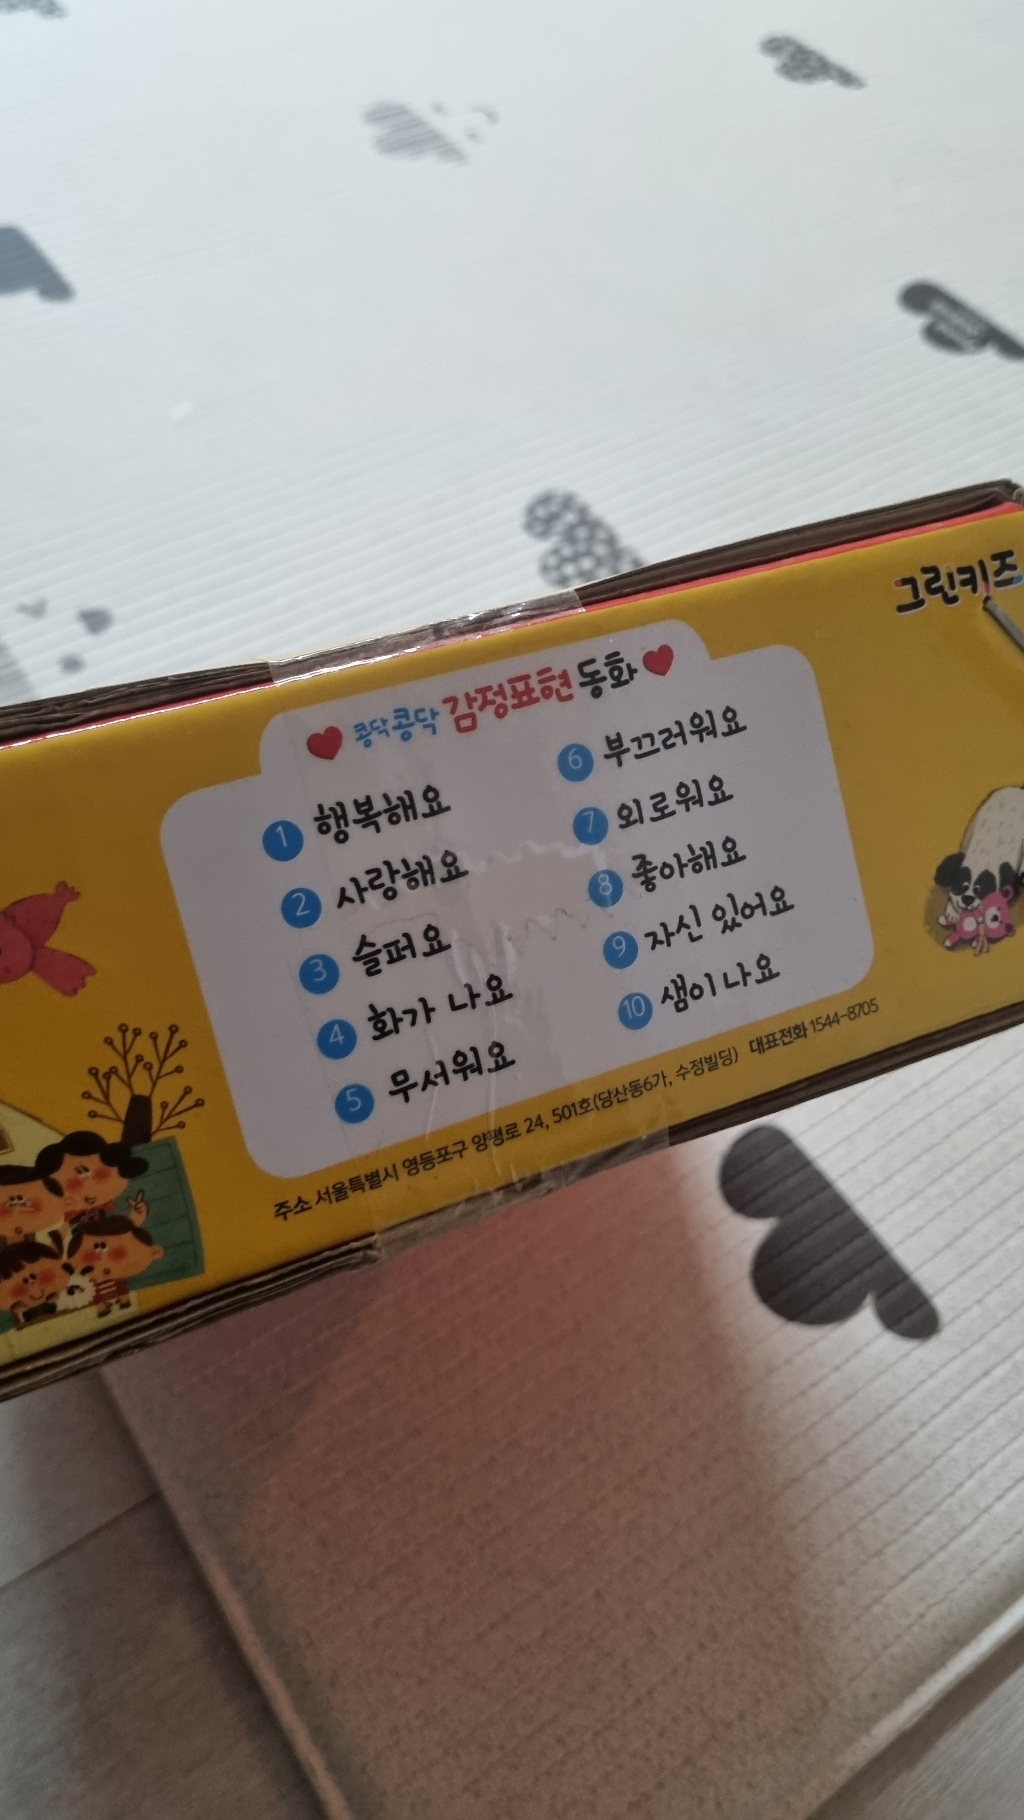 그린키즈
콩닥콩닥 감정표현 동화
1 행복해요
2 사랑해요
3 슬퍼요
4 화가 나요
5 무서워요
6 부끄러워요
7 외로워요
8 좋아해요
9 자신 있어요
10 샘이 나요
주소 서울특별시 영등포구 양평로 24, 501호(당산동6가, 수정빌딩) 대표전화 1544-8705